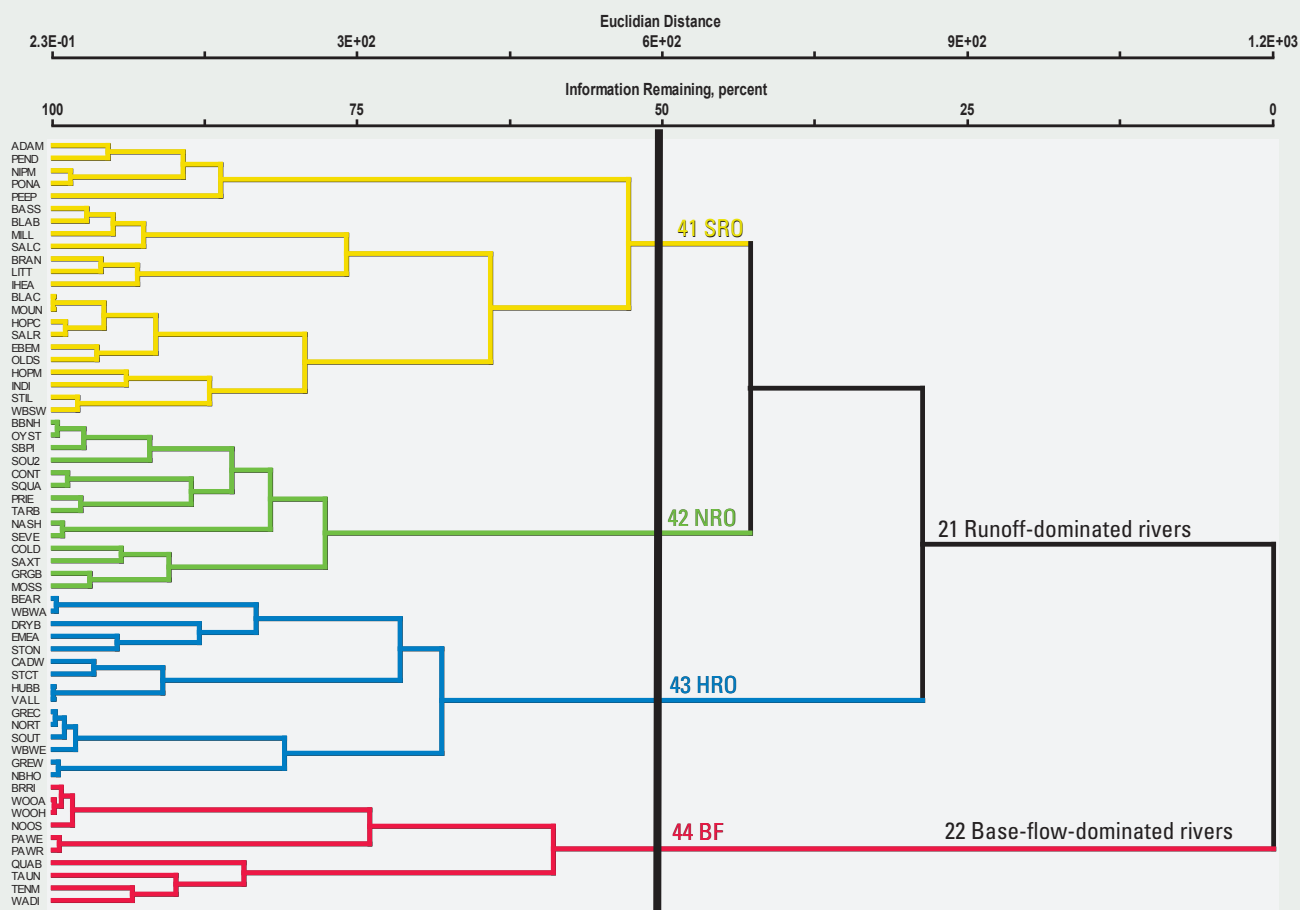 Euclidian Distance
2.3E-01 3E+02 6E+02 9E+02 1.2E+03
Information Remaining, percent
100 75 50 25 0
ADAM
PEND
NIPM
PONA
PEEP
BASS
BLAB
MILL
SALC
BRAN
LITT
IHEA
BLAC
MOUN
HOPC
SALR
EBEM
OLDS
HOPM
INDI
STIL
WBSW
BBNH
OYST
SBPI
SOU2
CONT
SQUA
PRIE
TARB
NASH
SEVE
COLD
SAXT
GRGB
MOSS
BEAR
WBWA
DRYB
EMEA
STON
CADW
STCT
HUBB
VALL
GREC
NORT
SOUT
WBWE
GREW
NBHO
BRRI
WOOA
WOOH
NOOS
PAWE
PAWR
QUAB
TAUN
TENM
WADI
41 SRO
42 NRO
21 Runoff-dominated rivers
43 HRO
44 BF
22 Base-flow-dominated rivers